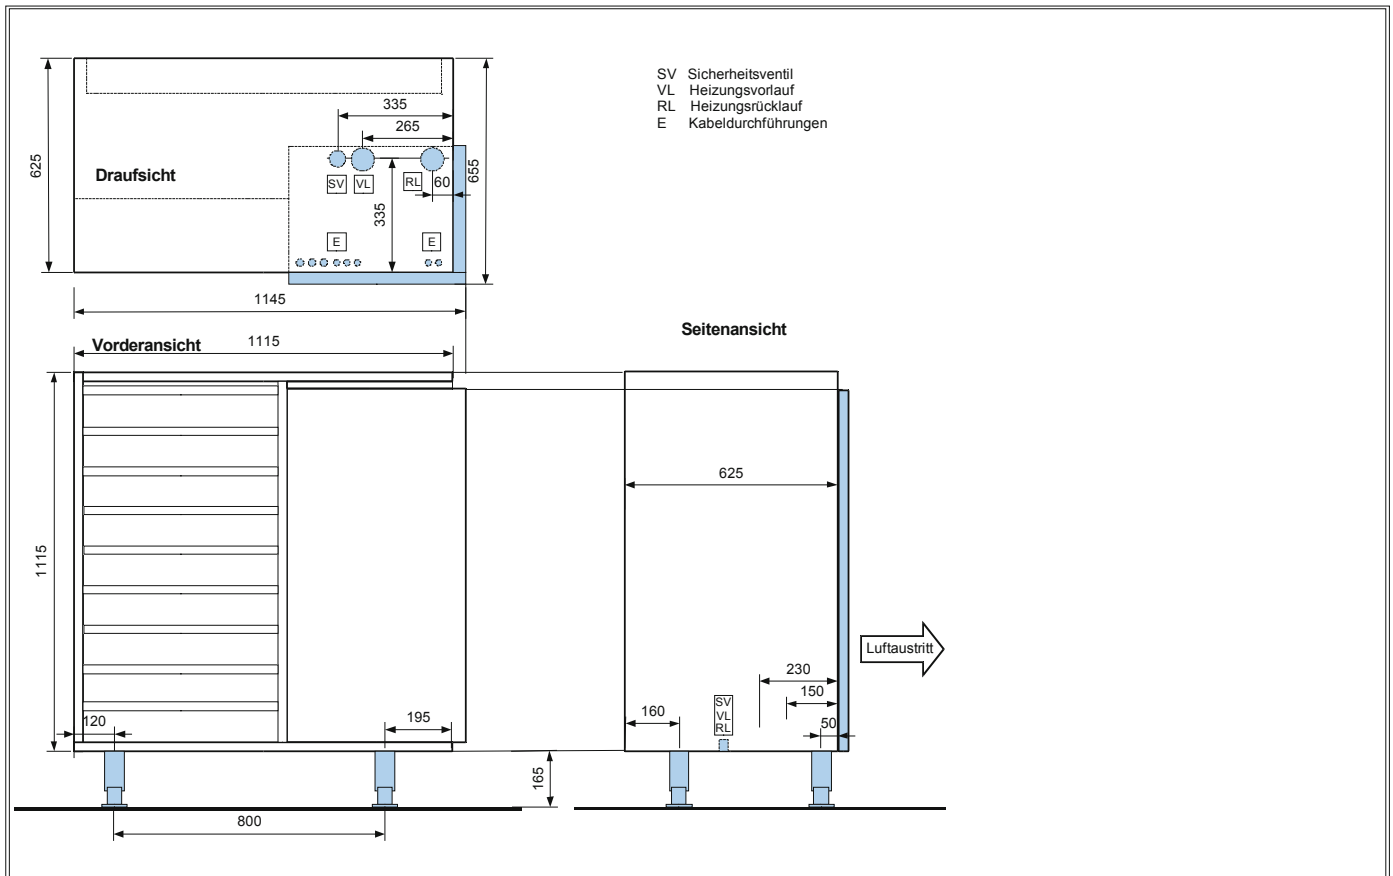 SV Sicherheitsventil
VL Heizungsvorlauf
RL Heizungsrücklauf
E Kabeldurchführungen
335
265
625
Draufsicht
SV VL RL 60
655
335
E E
1145
Seitenansicht
Vorderansicht 1115
625
1115
Luftaustritt
230
150
SV
VL
RL
120 195 160 50
165
800